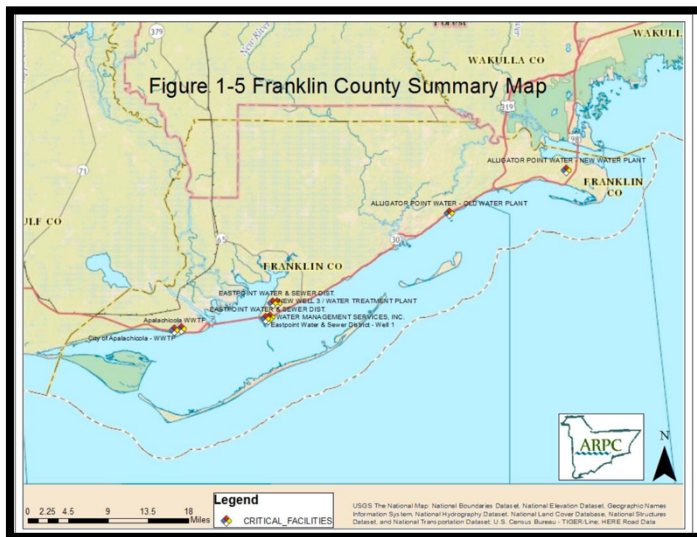 Forest
WAKULL
379
New River
WAKULLA CO
Figure 1-5 Franklin County Summary Map
319
98
ALLIGATOR POINT WATER - NEW WATER PLANT
71
FRANKLIN
CO
ALLIGATOR POINT WATER - OLD WATER PLANT
ULF CO
65
30
FRANKLIN CO
EASTPOINT WATER & SEWER DIST.
NEW WELL 3 / WATER TREATMENT PLANT
EASTPOINT WATER & SEWER DIST.
Apalachicola WWTP
WATER MANAGEMENT SERVICES, INC.
Eastpoint Water & Sewer District - Well 1
City of Apalachicola - WWTP
ARPC
N
Legend
CRITICAL_FACILITIES
0 2.25 4.5 9 13.5 18
Miles
USGS The National Map: National Boundaries Dataset, National Elevation Dataset, Geographic Names
Information System, National Hydrography Dataset, National Land Cover Database, National Structures
Dataset, and National Transportation Dataset; U.S. Census Bureau - TIGER/Line; HERE Road Data